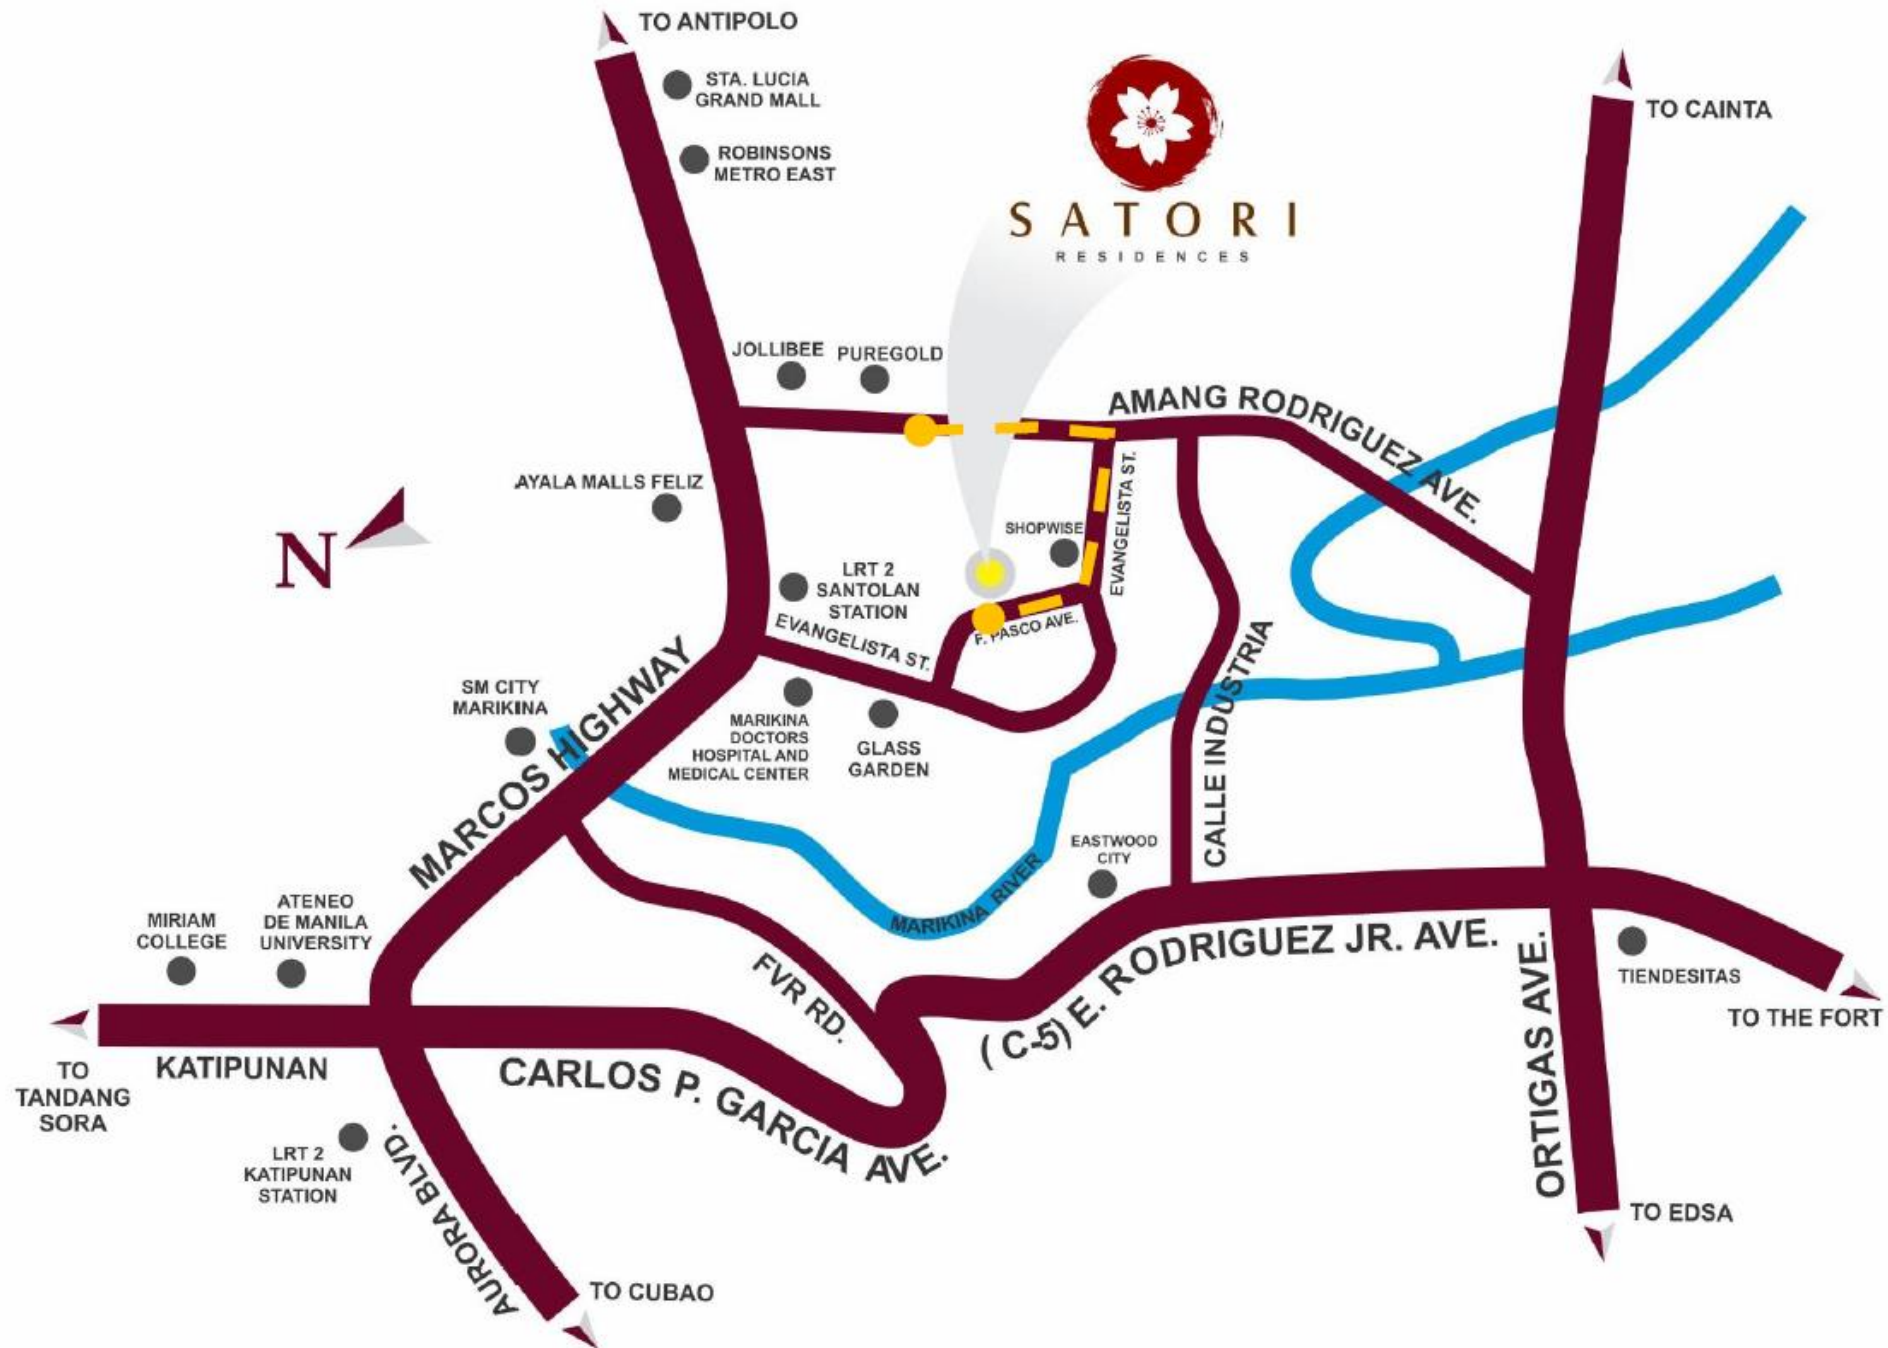 TO ANTIPOLO
STA. LUCIA
GRAND MALL
ROBINSONS
METRO EAST
TO CAINTA
SATORI
RESIDENCES
JOLLIBEE
PUREGOLD
AMANG RODRIGUEZ AVE.
AYALA MALLS FELIZ
EVANGELISTA ST.
SHOPWISE
N
LRT 2
SANTOLAN
STATION
EVANGELISTA ST.
F. PASCO AVE.
CALLE INDUSTRIA
MARCOS HIGHWAY
SM CITY
MARIKINA
MARIKINA
DOCTORS
HOSPITAL AND
MEDICAL CENTER
GLASS
GARDEN
EASTWOOD
CITY
MARIKINA RIVER
MIRIAM
COLLEGE
ATENEO
DE MANILA
UNIVERSITY
FVR RD.
(C-5) E. RODRIGUEZ JR. AVE.
ORTIGAS AVE.
TIENDESITAS
TO THE FORT
TO
TANDANG
SORA
KATIPUNAN
CARLOS P. GARCIA AVE.
LRT 2
KATIPUNAN
STATION
AURORA BLVD.
TO EDSA
TO CUBAO